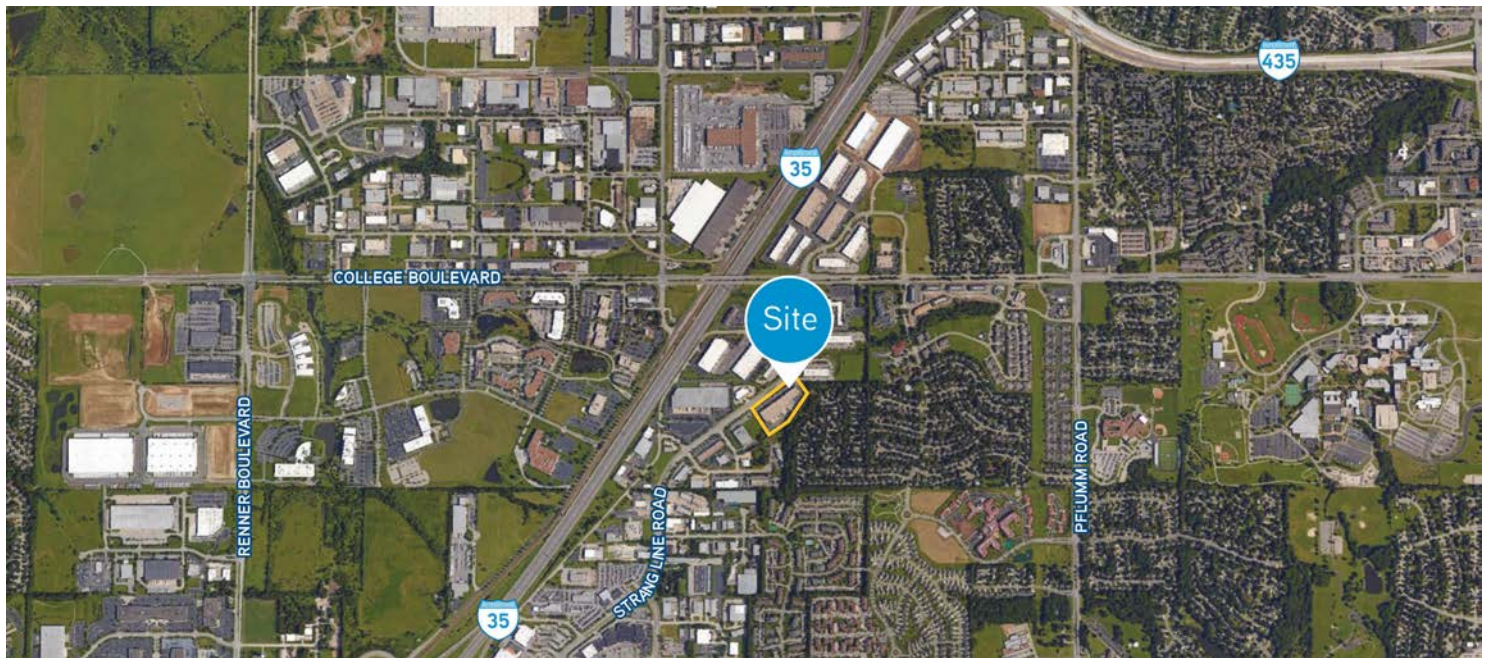 435
35
COLLEGE BOULEVARD
Site
RENNER BOULEVARD
PFLUMM ROAD
STRANG LINE ROAD
35